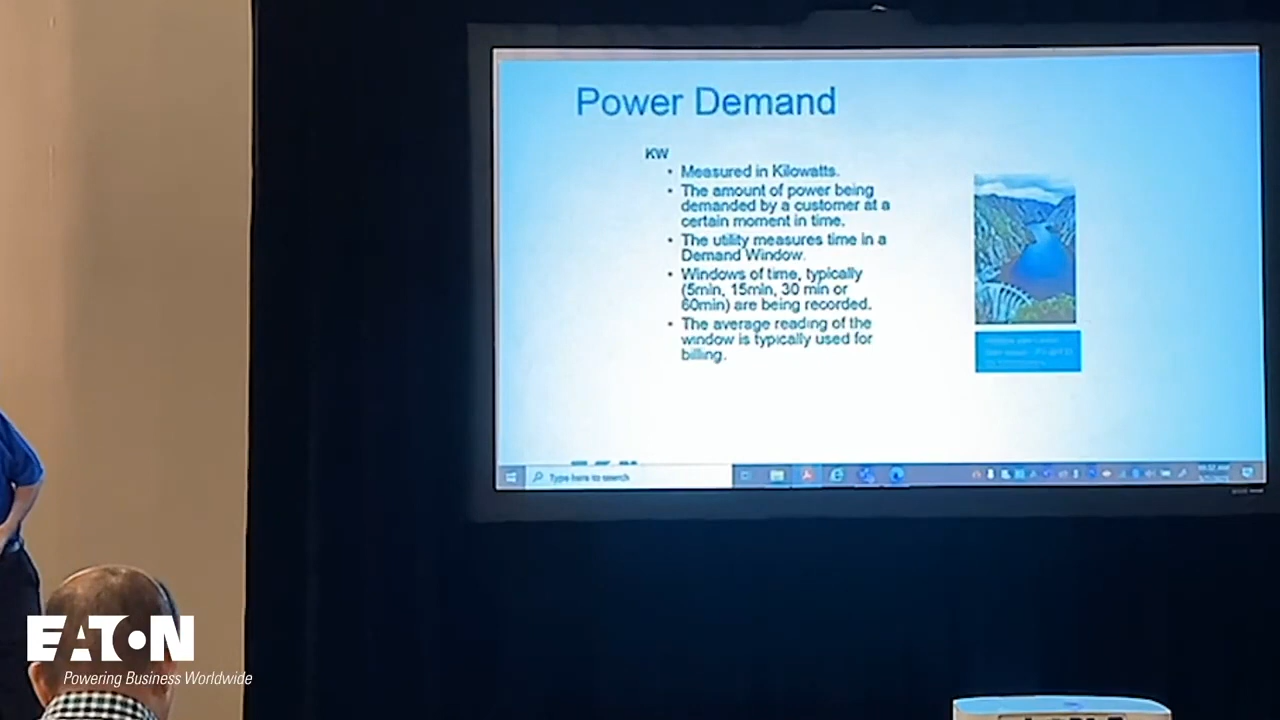 Power Demand
KW
• Measured in Kilowatts.
• The amount of power being
demanded by a customer at a
certain moment in time.
• The utility measures time in a
Demand Window.
• Windows of time, typically
(5min, 15min, 30 min or
60min) are being recorded.
• The average reading of the
window is typically used for
billing.
Type here to search
EATON
Powering Business Worldwide